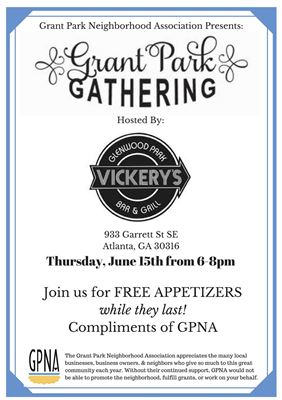 Grant Park Neighborhood Association Presents:
Grant Park
GATHERING
Hosted By:
GLENWOOD PARK
VICKERY'S
BAR & GRILL
933 Garrett St SE
Atlanta, GA 30316
Thursday, June 15th from 6-8pm
Join us for FREE APPETIZERS
while they last!
Compliments of GPNA
GPNA
The Grant Park Neighborhood Association appreciates the many local
businesses, business owners, & neighbors who give so much to this great
community each year. Without their continued support, GPNA would not
be able to promote the neighborhood, fulfill grants, or work on your behalf.